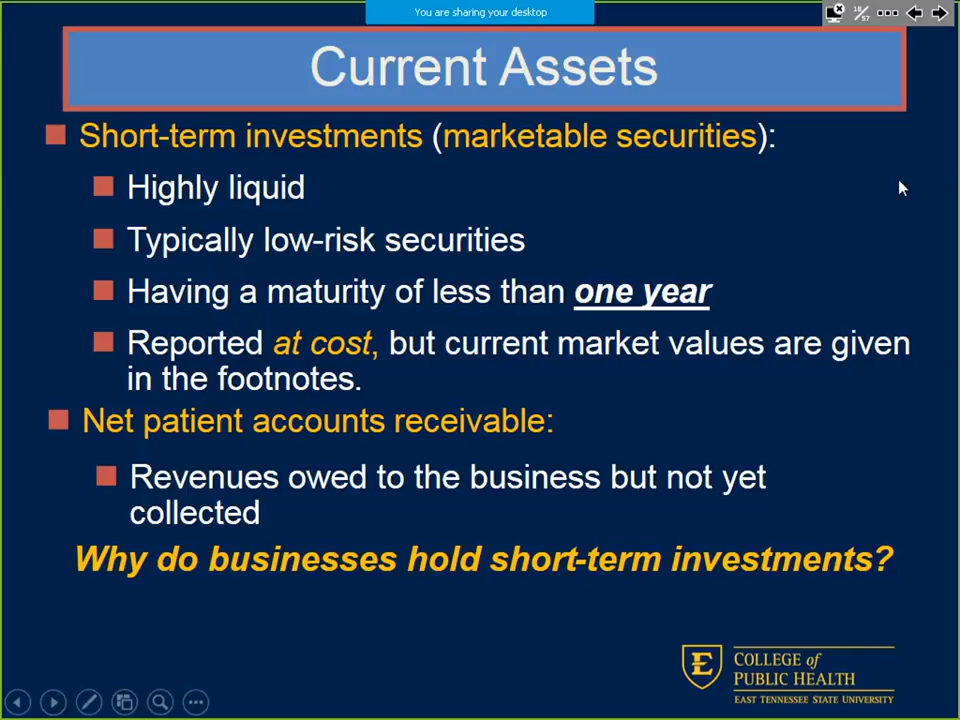 You are sharing your desktop
18/57
Current Assets
Short-term investments (marketable securities):
Highly liquid
Typically low-risk securities
Having a maturity of less than one year
Reported at cost, but current market values are given
in the footnotes.
Net patient accounts receivable:
Revenues owed to the business but not yet
collected
Why do businesses hold short-term investments?
E
COLLEGE of
PUBLIC HEALTH
EAST TENNESSEE STATE UNIVERSITY